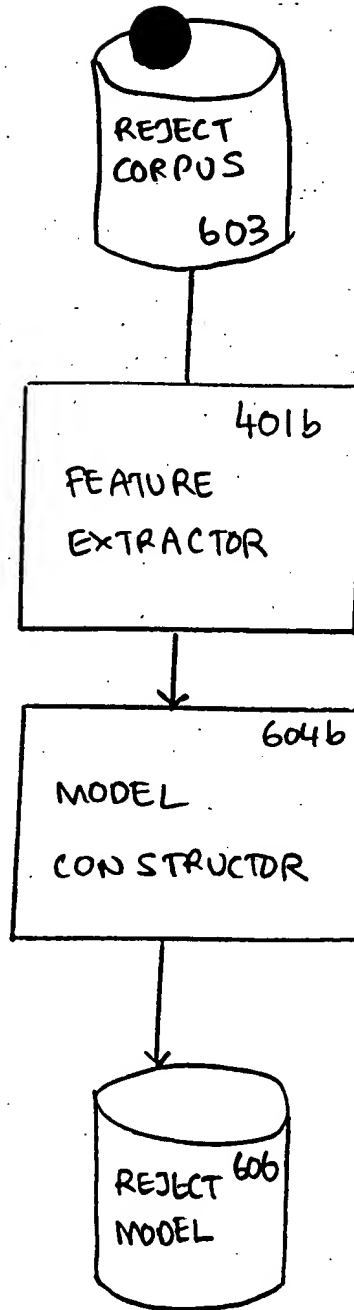 REJECT
CORPUS
603
401b
FEATURE
EXTRACTOR
604b
MODEL
CONSTRUCTOR
REJECT 606
MODEL